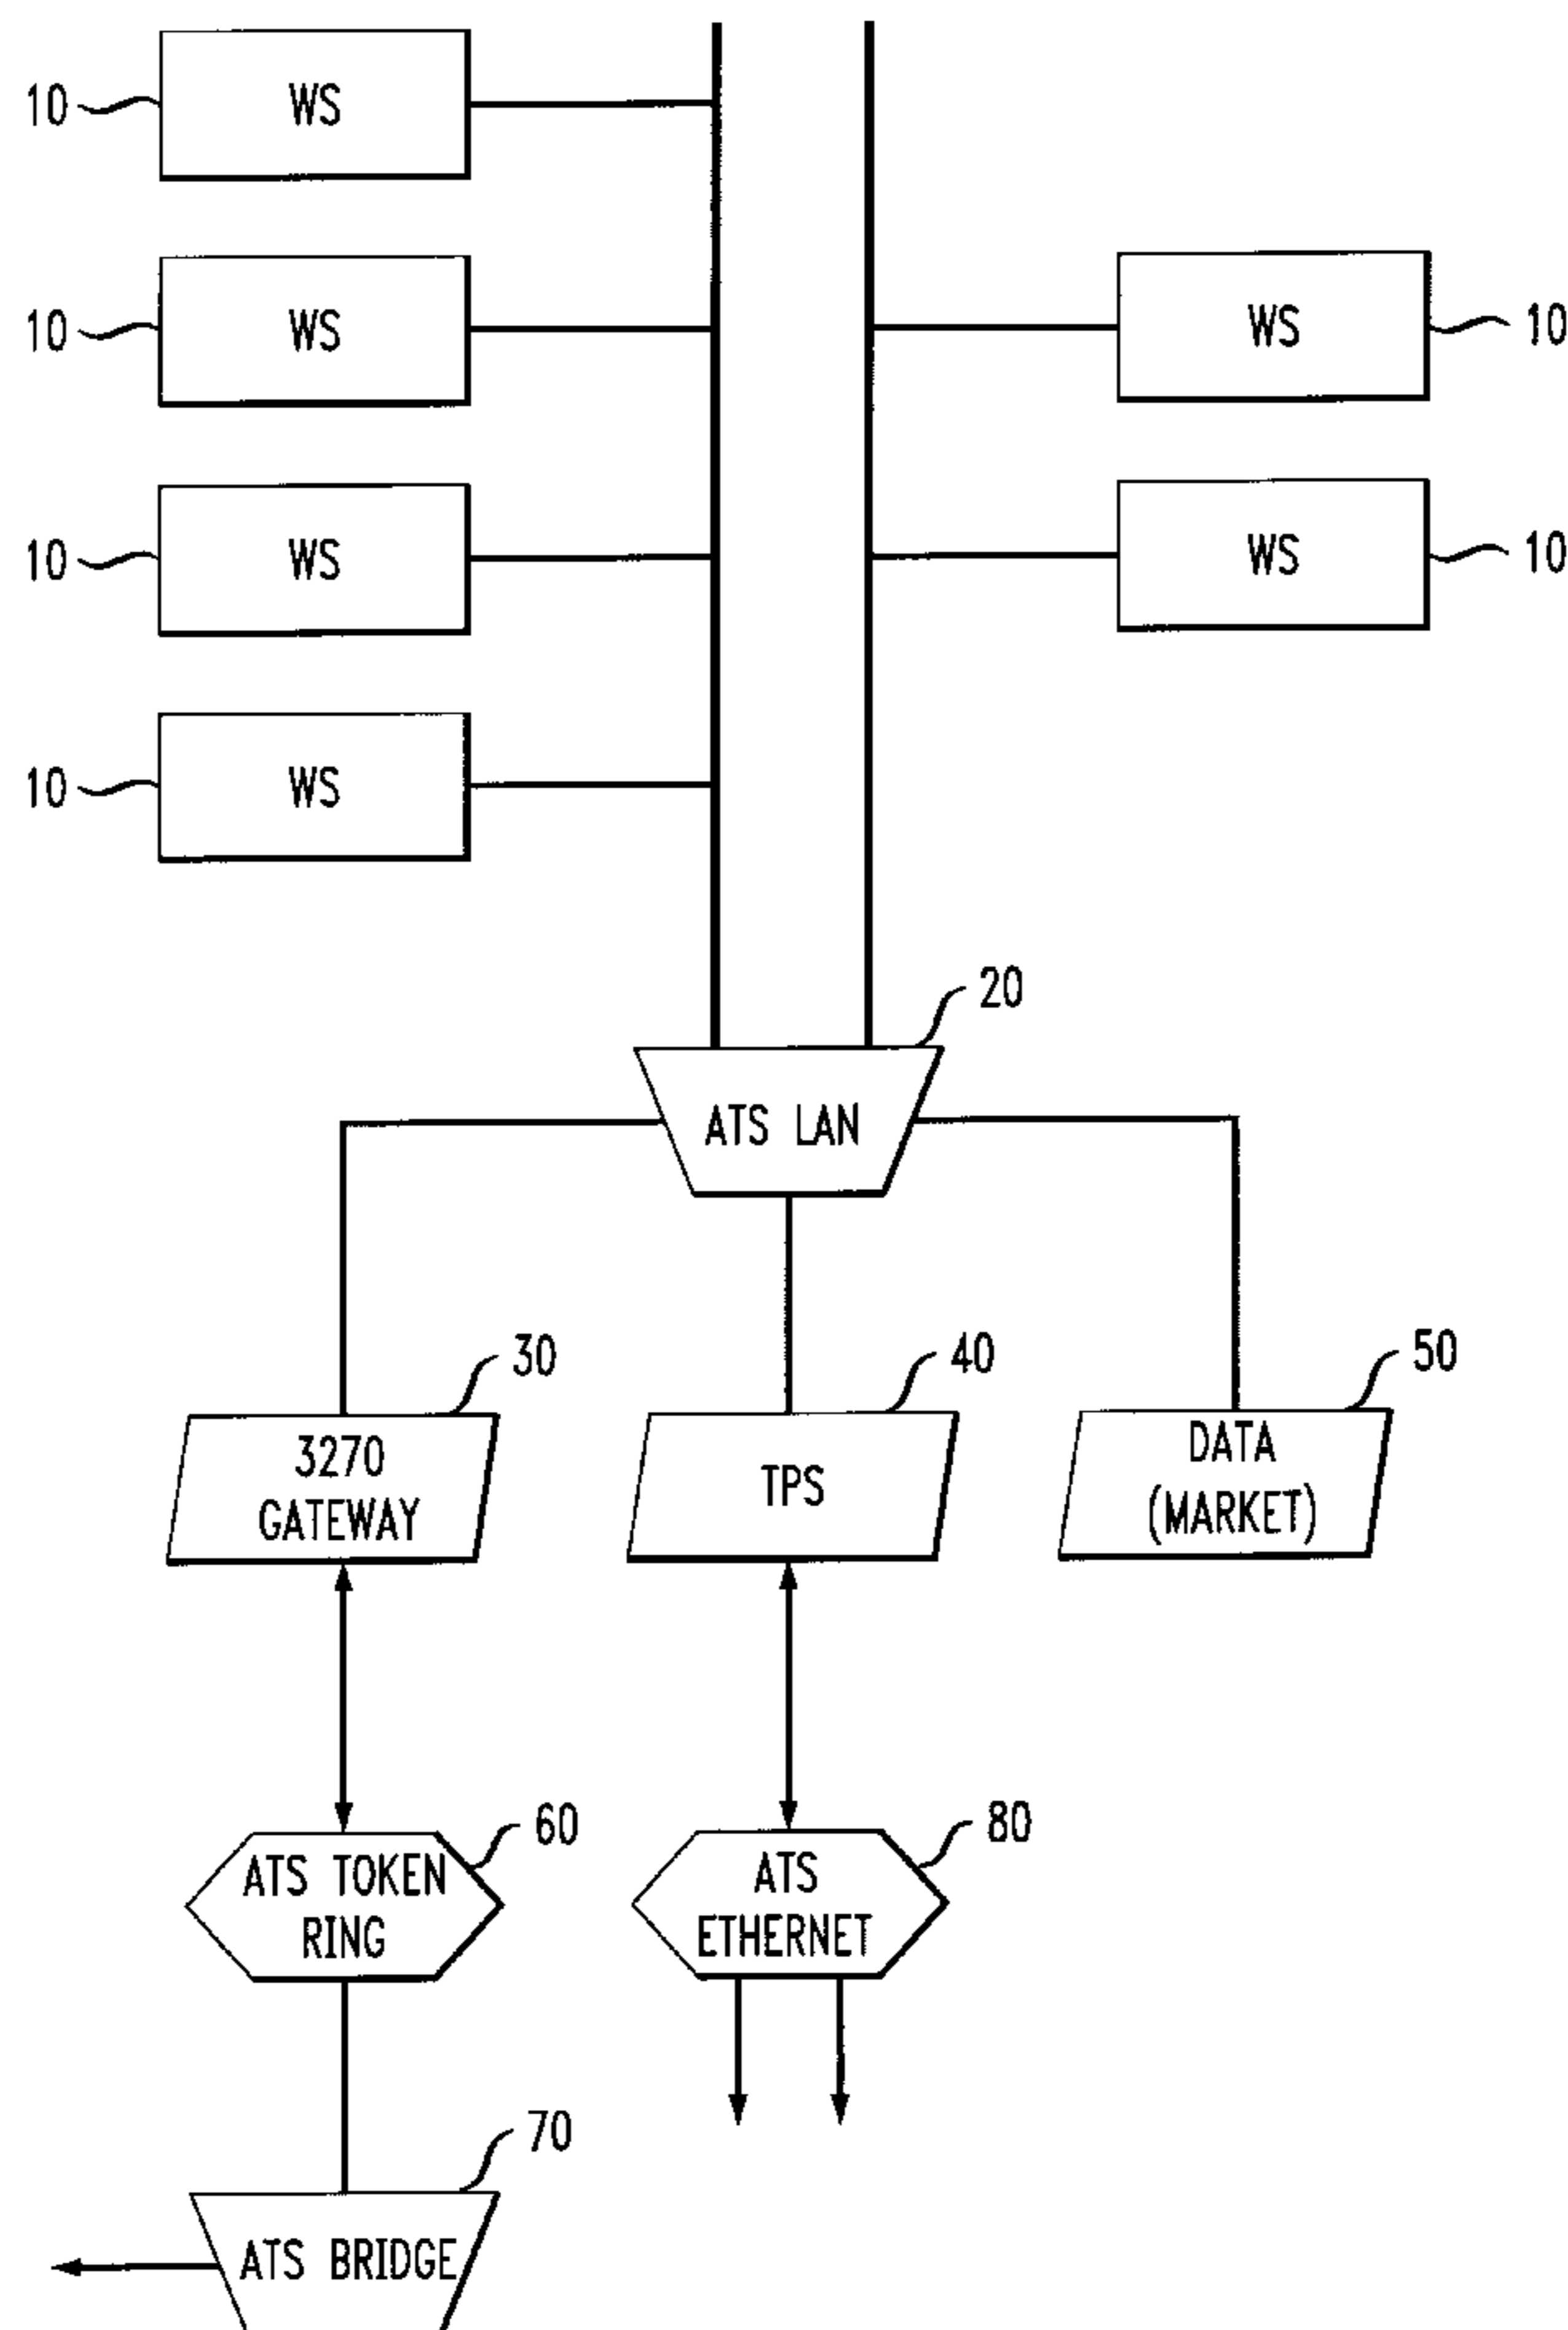 10 WS
10 WS
WS 10
10 WS
WS 10
10 WS
20
ATS LAN
30
40
50
3270
GATEWAY
TPS
DATA
(MARKET)
60
80
ATS TOKEN
RING
ATS
ETHERNET
70
ATS BRIDGE